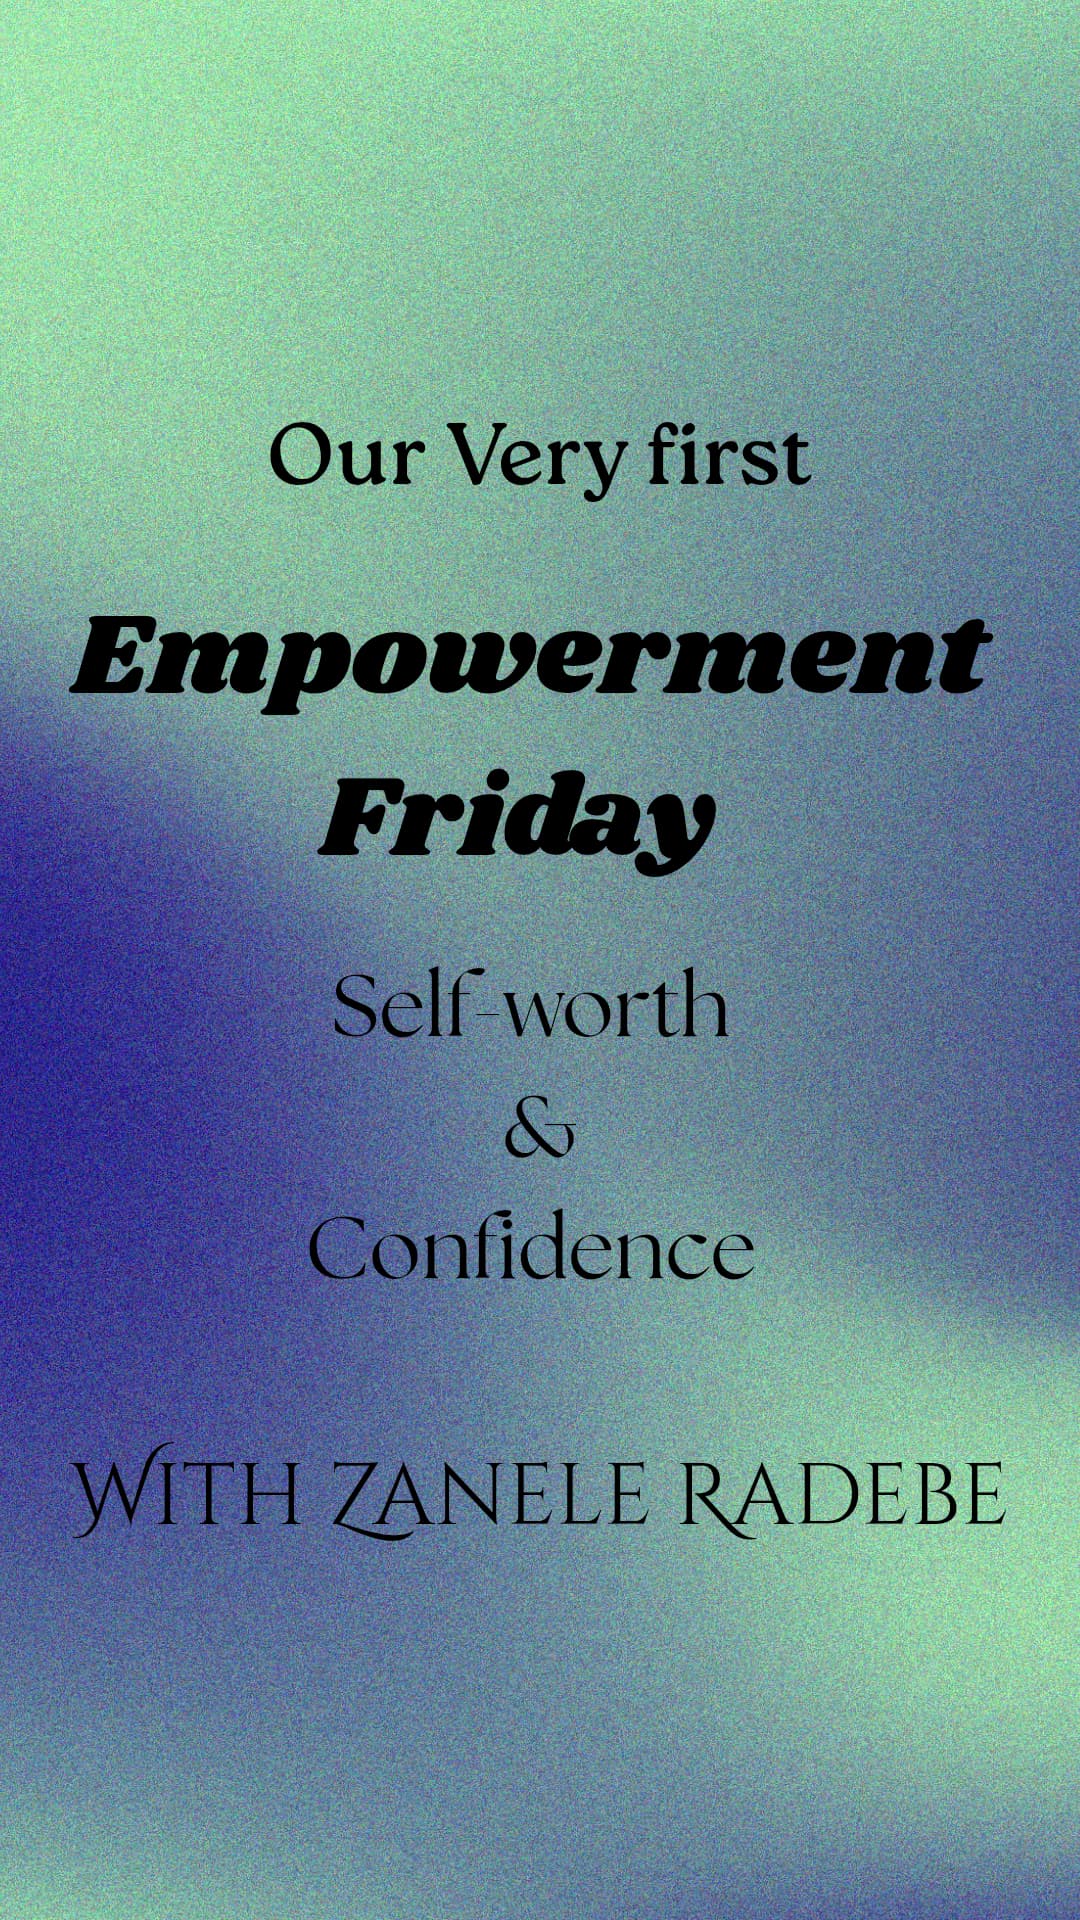 Our Very first
Empowerment
Friday
Self-worth
&
Confidence
With Zanele Radebe